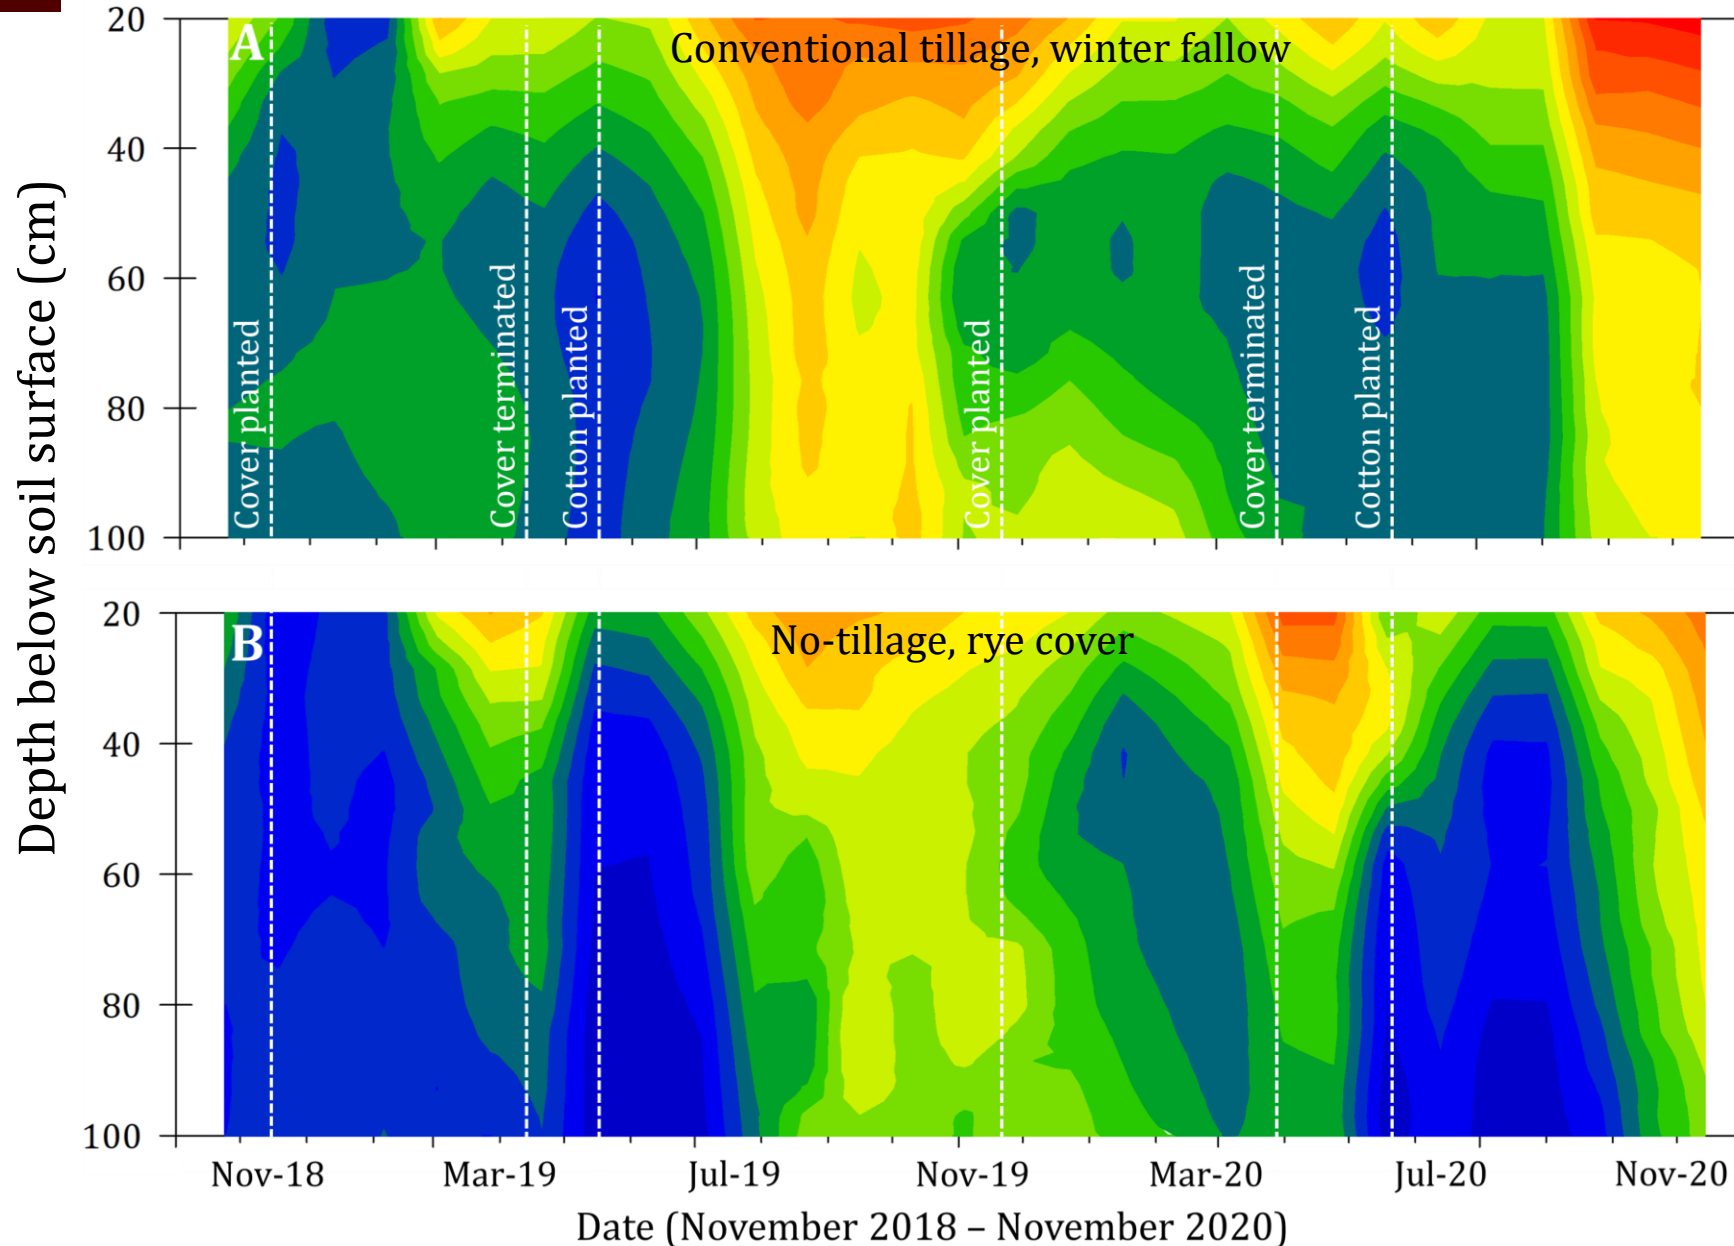 Depth below soil surface (cm)
A
Conventional tillage, winter fallow
20
40
60
80
100
Cover planted
Cover terminated
Cotton planted
Cover planted
Cover terminated
Cotton planted
B
No-tillage, rye cover
20
40
60
80
100
Nov-18 Mar-19 Jul-19 Nov-19 Mar-20 Jul-20 Nov-20
Date (November 2018 – November 2020)